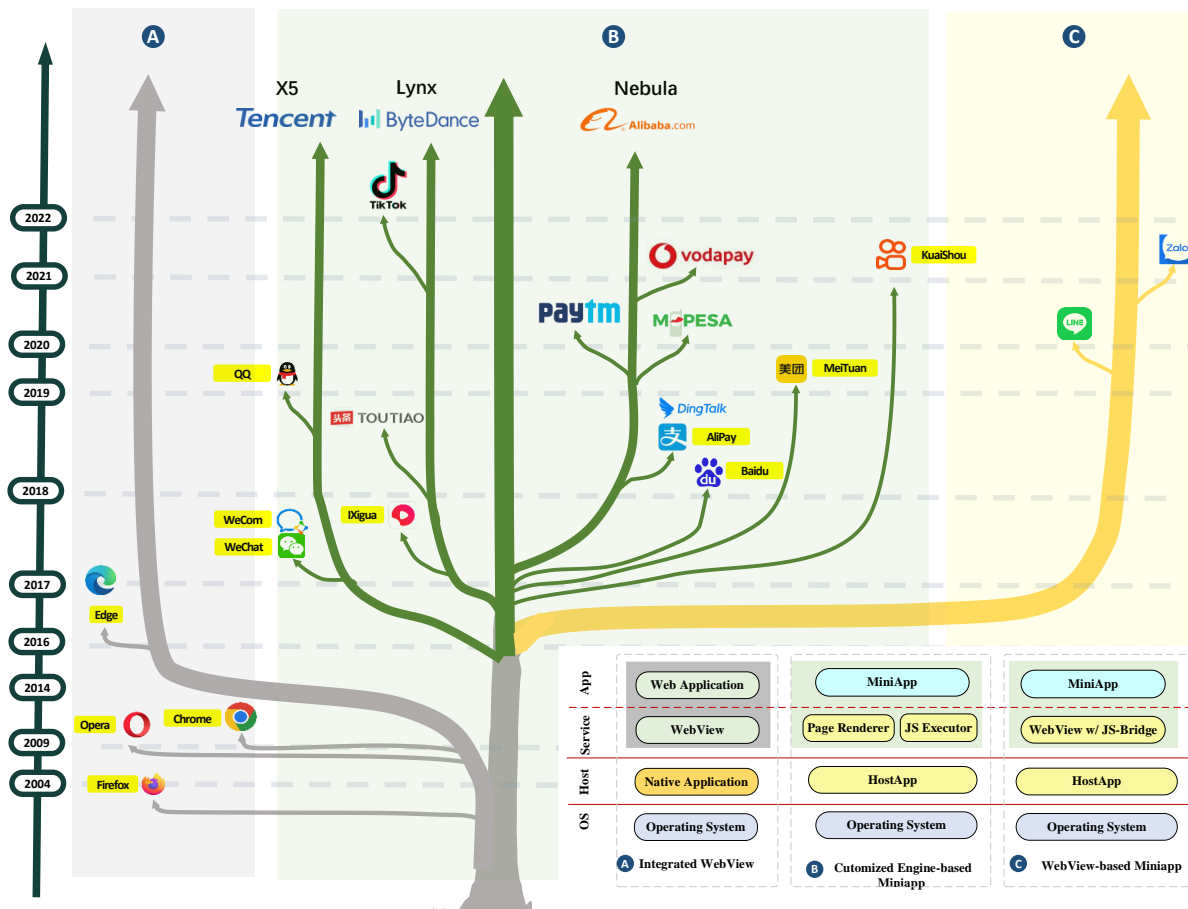 A
B
C
X5
Lynx
Nebula
Tencent
ByteDance
Alibaba.com
TikTok
2022
vodapay
KuaiShou
Zalo
2021
paytm
M-PESA
LINE
2020
QQ
美团
MeiTuan
2019
头条 TOUTIAO
DingTalk
支
AliPay
du
Baidu
2018
WeCom
IXigua
WeChat
2017
Edge
2016
2014
Opera
Chrome
2009
Firefox
2004
App
Service
Host
OS
Web Application
WebView
Native Application
Operating System
A Integrated WebView
MiniApp
Page Renderer
JS Executor
HostApp
Operating System
B Cutomized Engine-based
Miniapp
MiniApp
WebView w/ JS-Bridge
HostApp
Operating System
C WebView-based Miniapp